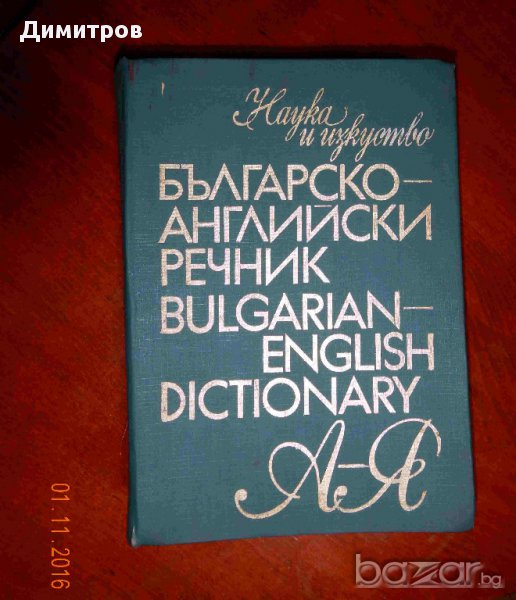 Димитров
Наука
и изкуство
БЪЛГАРСКО–
АНГЛИЙСКИ
РЕЧНИК
BULGARIAN–
ENGLISH
DICTIONARY
А–Я
01.11.2016
bazar.bg